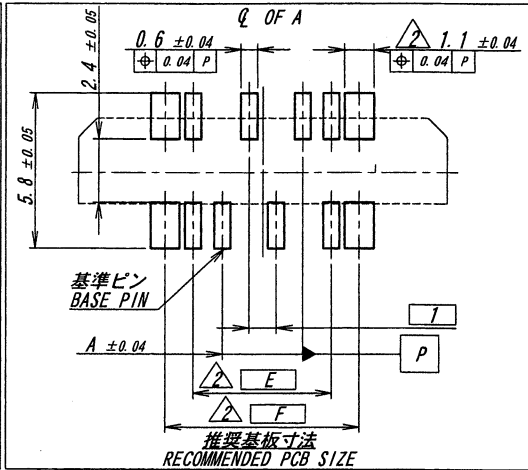 ℄ OF A
0.6 ±0.04
⌖ 0.04 P
2 1.1 ±0.04
⌖ 0.04 P
2.4 ±0.05
5.8 ±0.05
基準ピン
BASE PIN
1
A ±0.04
P
2 E
2 F
推奨基板寸法
RECOMMENDED PCB SIZE